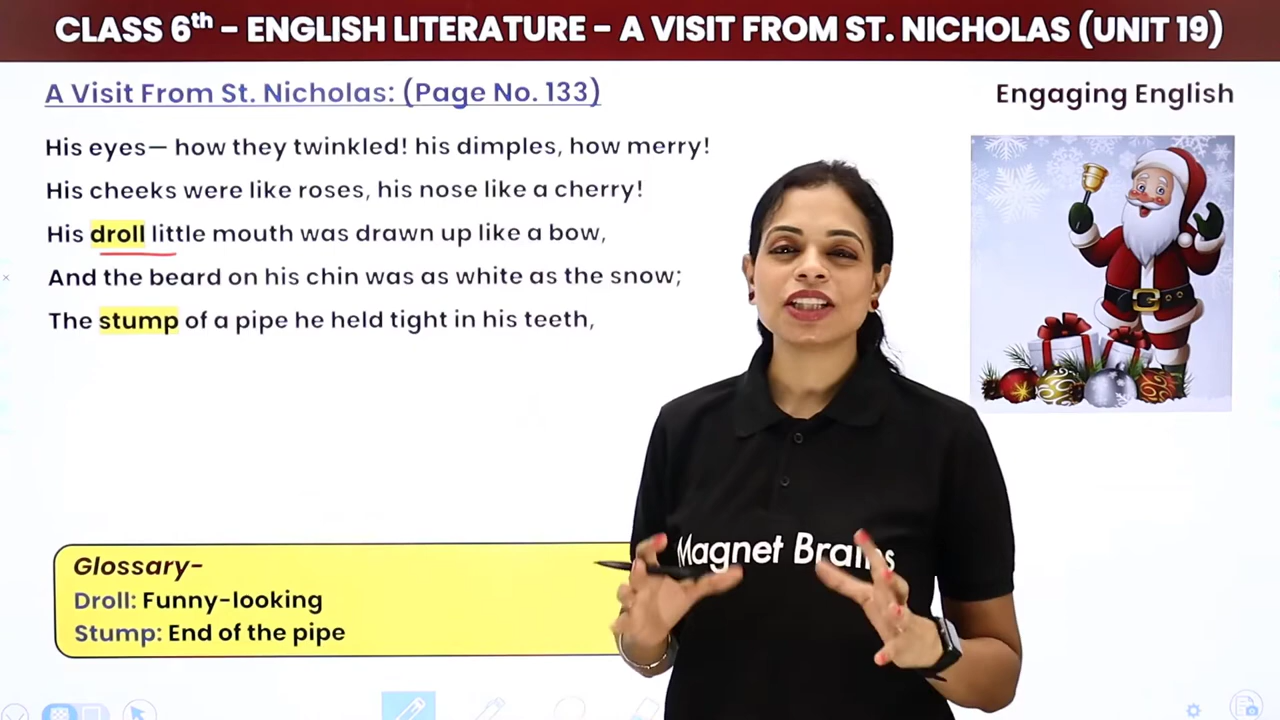 CLASS 6th – ENGLISH LITERATURE – A VISIT FROM ST. NICHOLAS (UNIT 19)
A Visit From St. Nicholas: (Page No. 133)
Engaging English
His eyes— how they twinkled! his dimples, how merry!
His cheeks were like roses, his nose like a cherry!
His droll little mouth was drawn up like a bow,
And the beard on his chin was as white as the snow;
The stump of a pipe he held tight in his teeth,
Glossary-
Droll: Funny-looking
Stump: End of the pipe
Magnet Brains